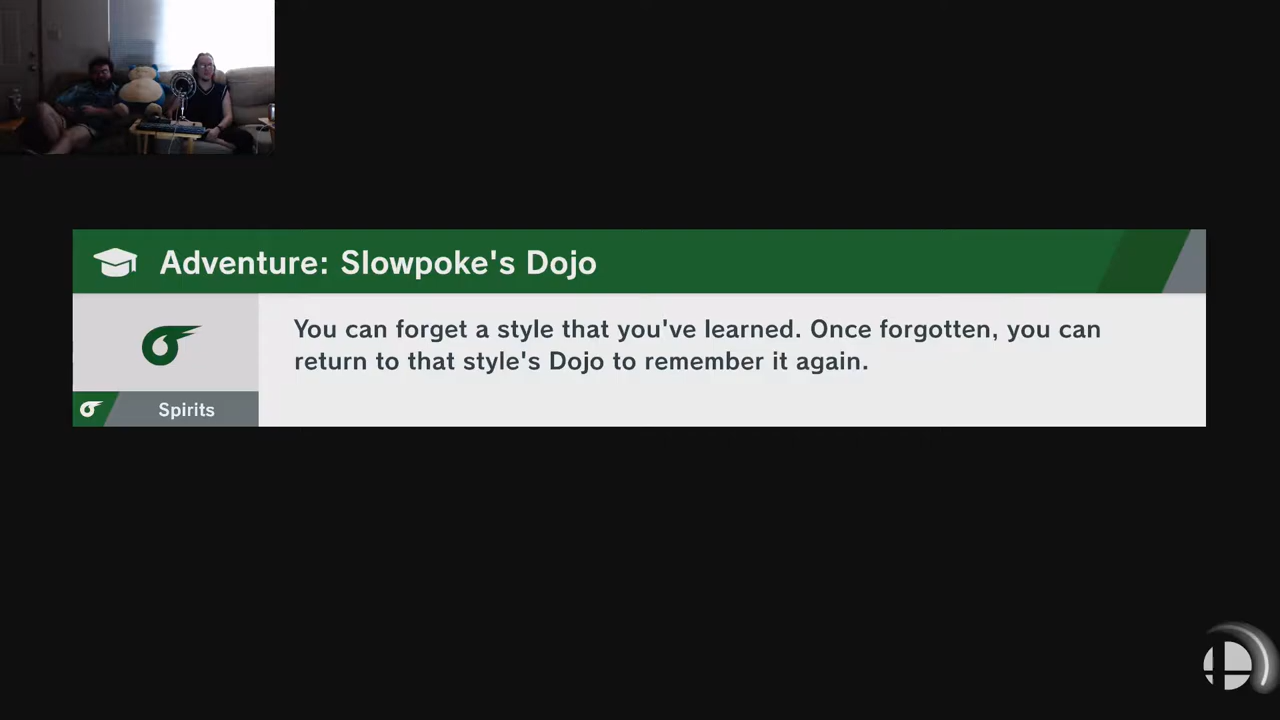 Adventure: Slowpoke's Dojo
You can forget a style that you've learned. Once forgotten, you can
return to that style's Dojo to remember it again.
Spirits